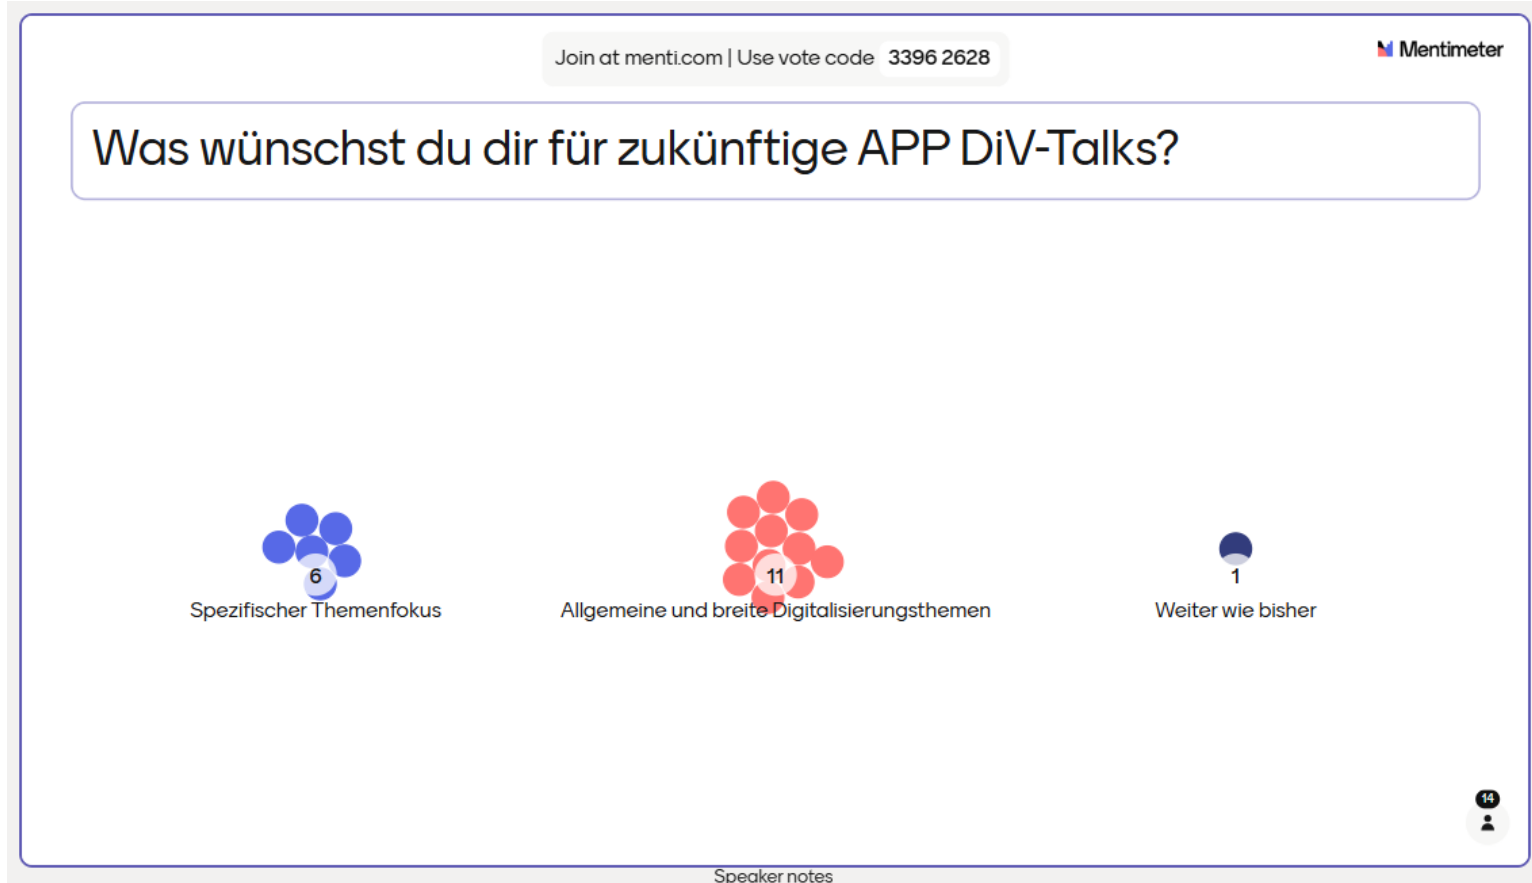 Join at menti.com | Use vote code 3396 2628
Mentimeter
Was wünschst du dir für zukünftige APP DiV-Talks?
6
11
1
Spezifischer Themenfokus
Allgemeine und breite Digitalisierungsthemen
Weiter wie bisher
14
Speaker notes